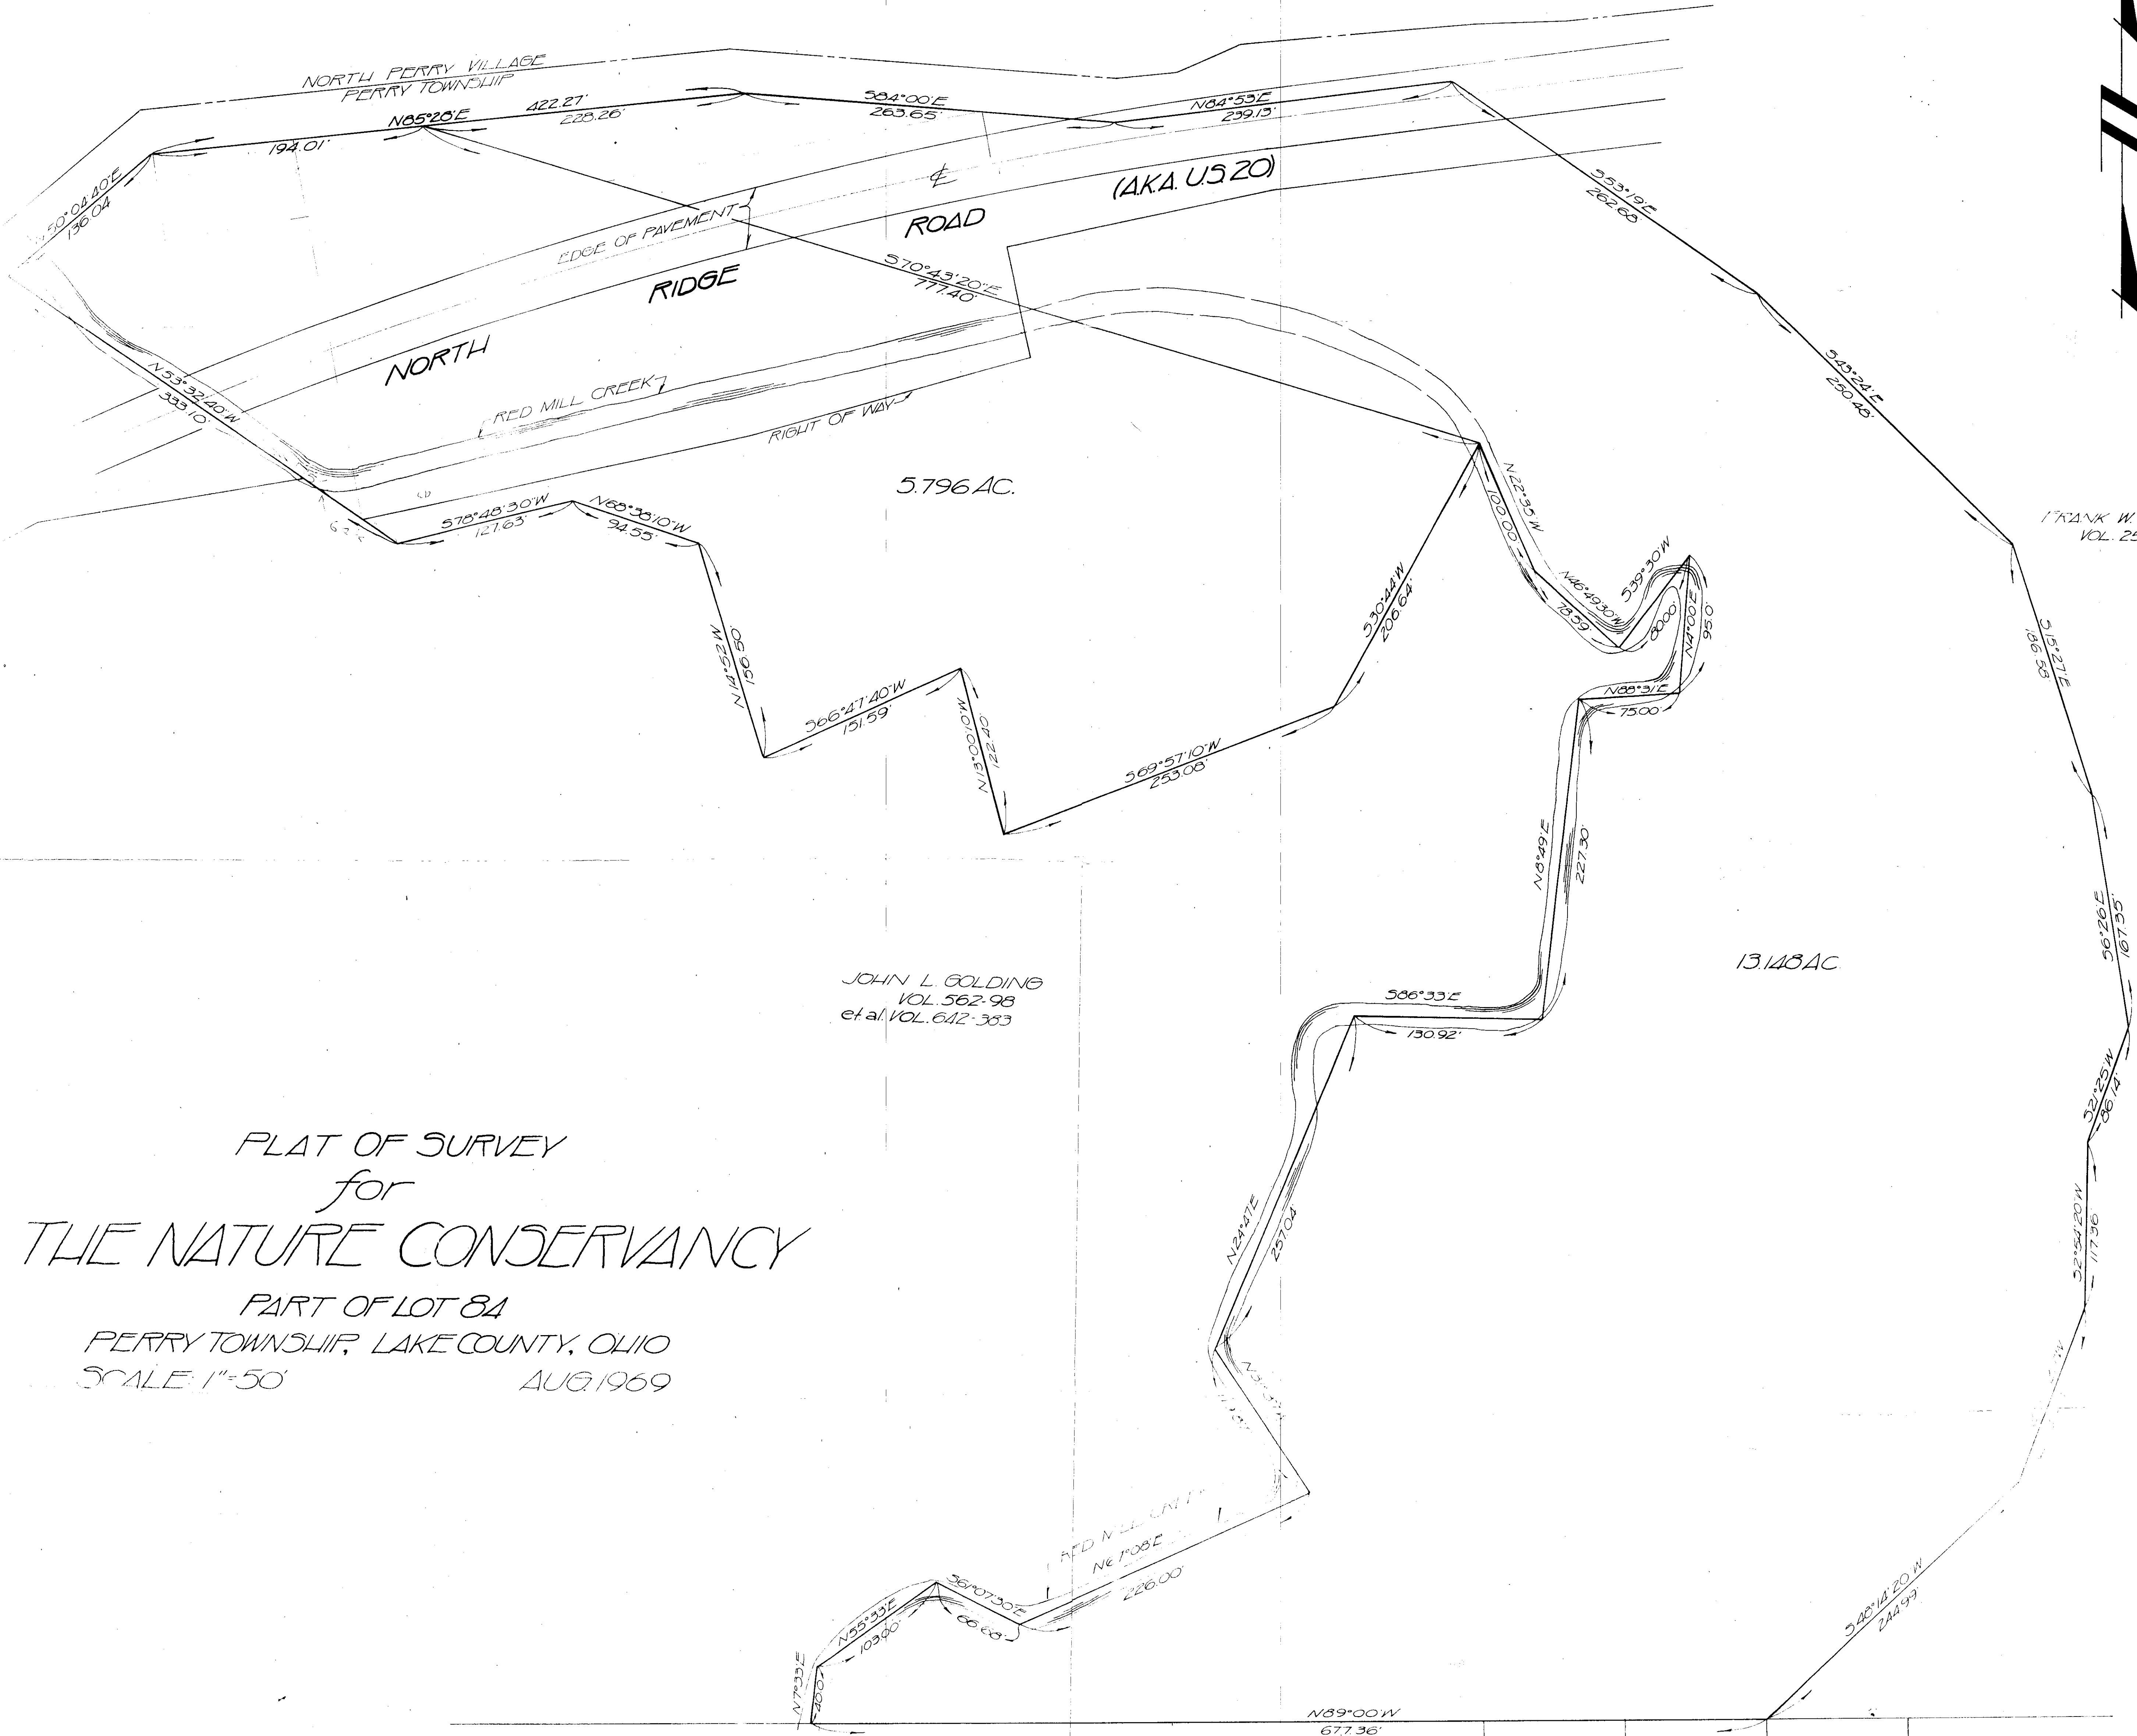 NORTH PERRY VILLAGE
PERRY TOWNSHIP
N85°28'E
422.27'
228.26'
194.01'
S84°00'E
263.65'
N84°53'E
239.13'
50°04'40"E
136.04
S53°19'E
262.68'
EDGE OF PAVEMENT
℄
(A.K.A. U.S. 20)
NORTH RIDGE ROAD
S70°43'20"E
777.40'
N53°32'40"W
333.10'
RED MILL CREEK
RIGHT OF WAY
S43°24'E
250.48'
5.796 AC.
S78°48'30"W
127.63'
N68°38'10"W
94.55'
N22°35'W
100.00'
FRANK W.
VOL. 25
N46°49'30"W
78.59'
S39°30'W
80.00'
N4°00'E
95.0'
S30°44'W
206.64'
N14°52'W
156.50'
S15°27'E
186.58'
N88°31'E
75.00'
S66°47'40"W
151.59'
N13°00'10"W
122.40'
S69°57'10"W
253.08'
N8°49'E
227.30'
S6°26'E
167.35'
13.148 AC.
JOHN L. GOLDING
VOL. 562-98
et al. VOL. 642-383
S86°33'E
130.92'
S21°25'W
86.14'
PLAT OF SURVEY
for
THE NATURE CONSERVANCY
PART OF LOT 84
PERRY TOWNSHIP, LAKE COUNTY, OHIO
SCALE: 1"=50'
AUG. 1969
N24°47'E
257.04'
S2°54'20"W
117.36'
N61°08'E
226.00'
S61°07'30"E
66.68'
N55°33'E
103.00'
N7°33'E
40.0'
S48°14'20"W
244.99'
N89°00'W
677.36'